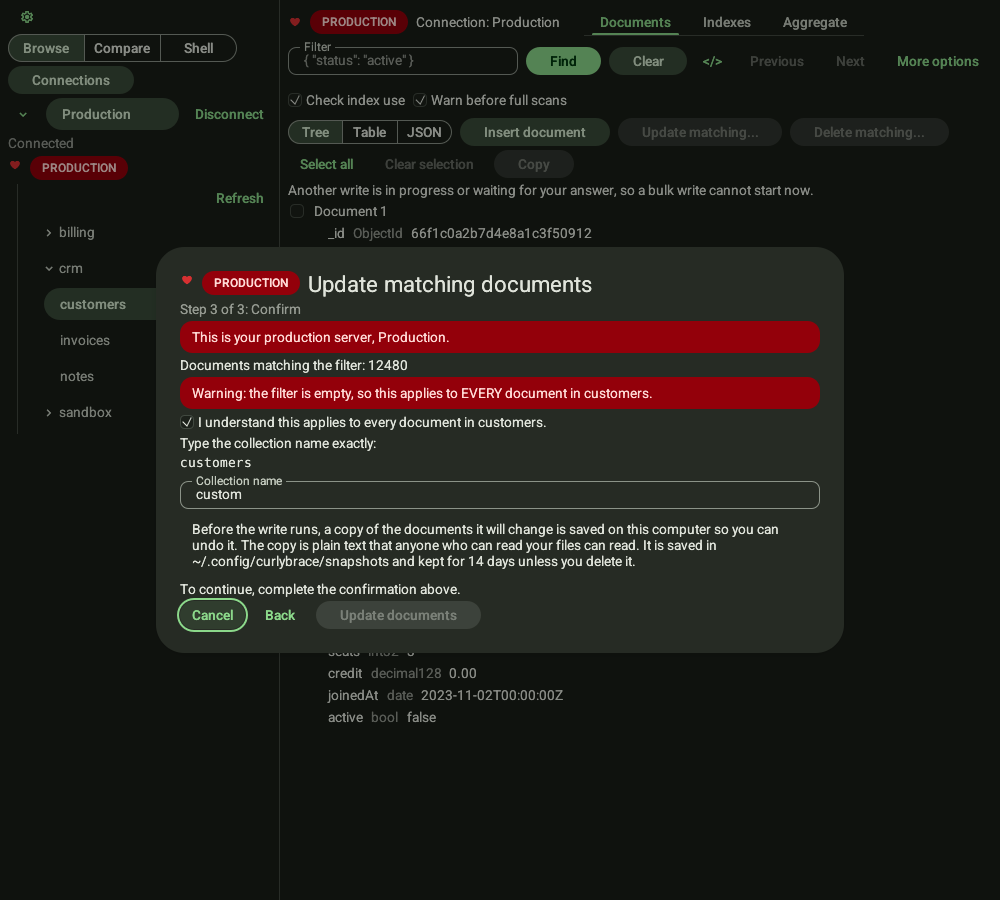 PRODUCTION Connection: Production Documents Indexes Aggregate
Browse Compare Shell
Filter
{ "status": "active" } Find Clear </> Previous Next More options
Connections
Check index use Warn before full scans
Production Disconnect
Tree Table JSON Insert document Update matching... Delete matching...
Connected
PRODUCTION
Select all Clear selection Copy
Another write is in progress or waiting for your answer, so a bulk write cannot start now.
Refresh
Document 1
billing
_id ObjectId 66f1c0a2b7d4e8a1c3f50912
crm
customers
invoices
notes
sandbox
PRODUCTION Update matching documents
Step 3 of 3: Confirm
This is your production server, Production.
Documents matching the filter: 12480
Warning: the filter is empty, so this applies to EVERY document in customers.
I understand this applies to every document in customers.
Type the collection name exactly:
customers
Collection name
custom
Before the write runs, a copy of the documents it will change is saved on this computer so you can
undo it. The copy is plain text that anyone who can read your files can read. It is saved in
~/.config/curlybrace/snapshots and kept for 14 days unless you delete it.
To continue, complete the confirmation above.
Cancel Back Update documents
credit decimal128 0.00
joinedAt date 2023-11-02T00:00:00Z
active bool false